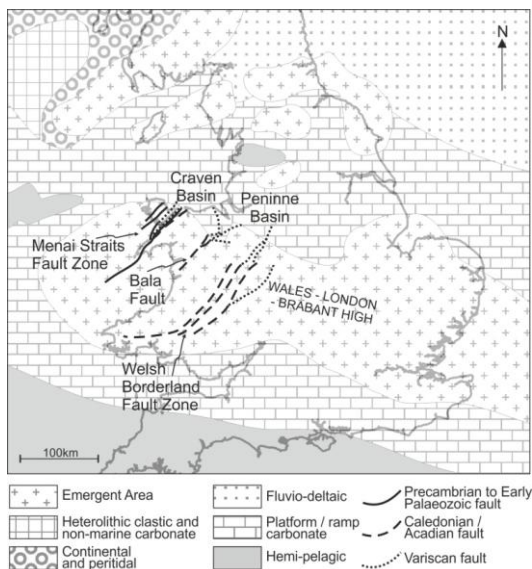 N
Craven
Basin
Peninne
Basin
Menai Straits
Fault Zone
Bala
Fault
WALES - LONDON
- BRABANT HIGH
Welsh
Borderland
Fault Zone
100km
Emergent Area
Fluvio-deltaic
Precambrian to Early
Palaeozoic fault
Heterolithic clastic and
non-marine carbonate
Platform / ramp
carbonate
Caledonian /
Acadian fault
Continental
and peritidal
Hemi-pelagic
Variscan fault